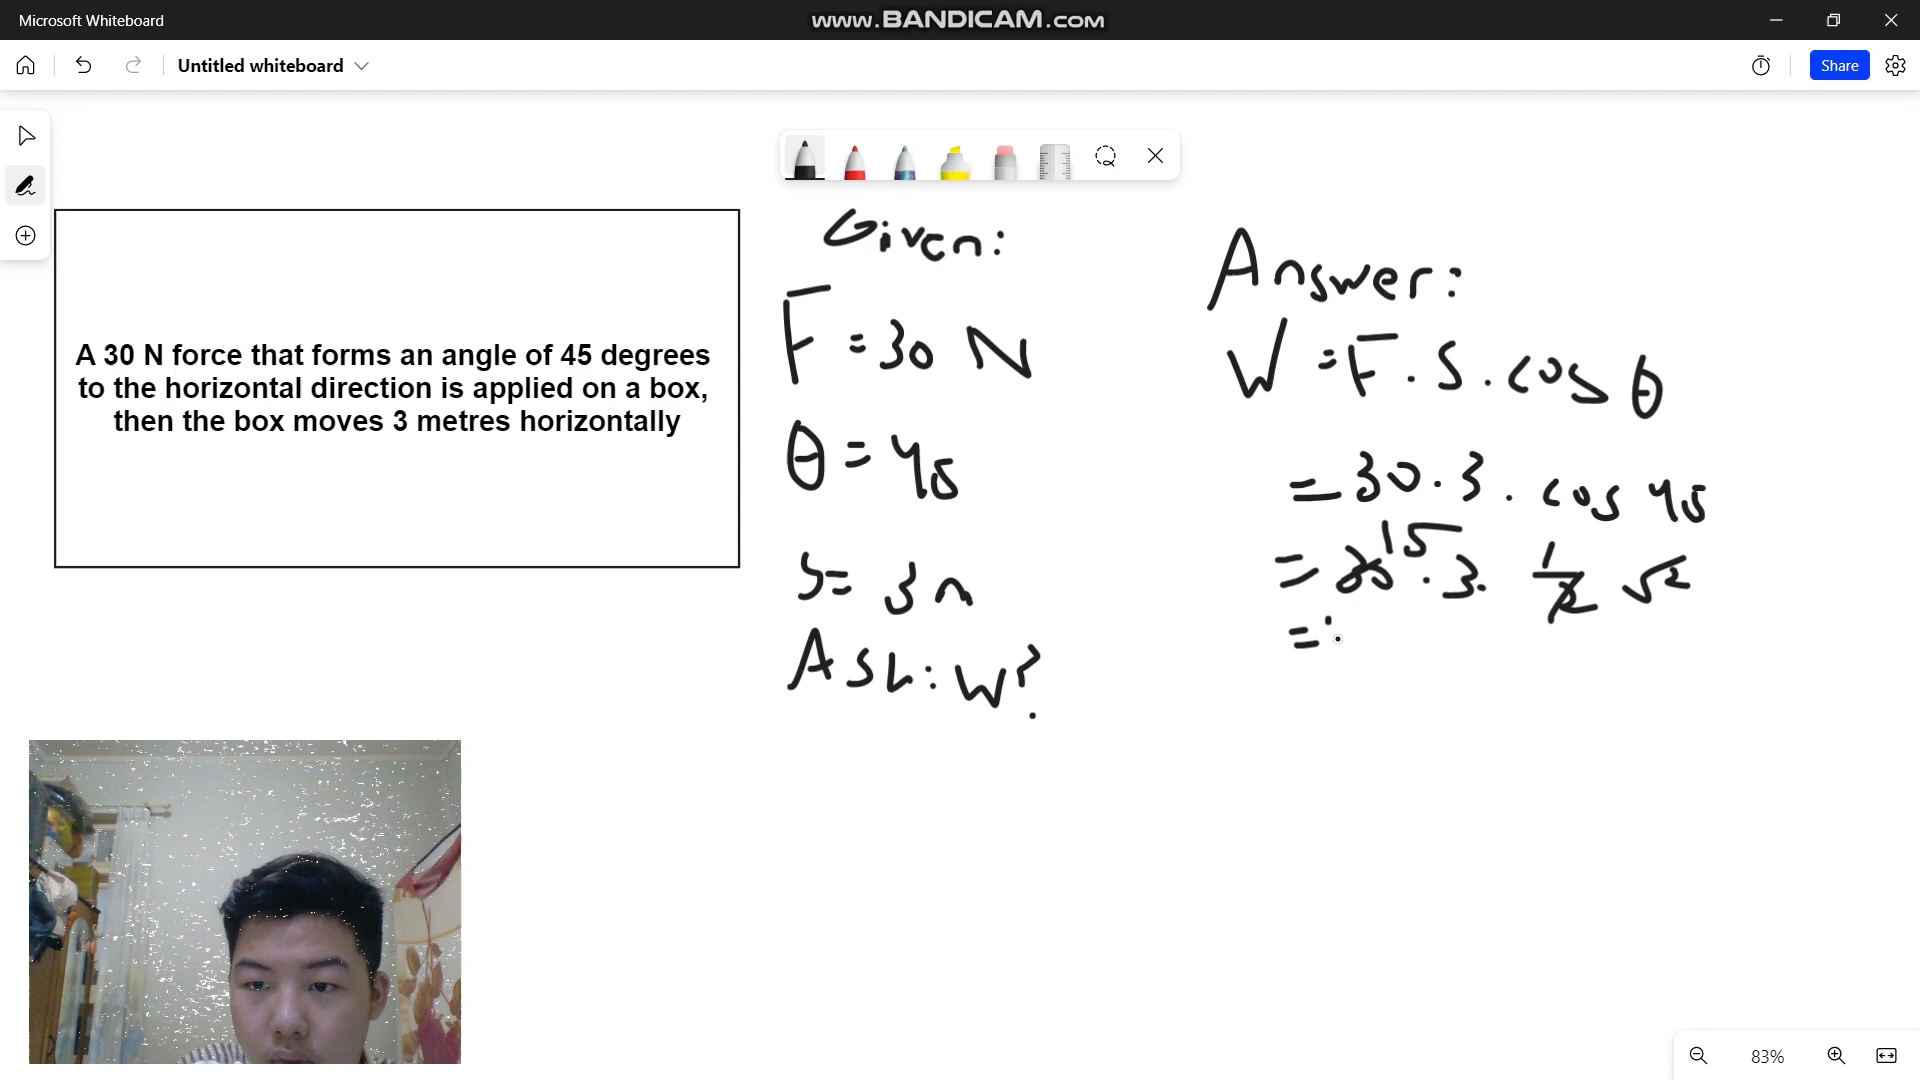 Microsoft Whiteboard
www.BANDICAM.com
Untitled whiteboard
Share
A 30 N force that forms an angle of 45 degrees
to the horizontal direction is applied on a box,
then the box moves 3 metres horizontally
Given:
F = 30 N
θ = 45
S = 3 m
Ask: W?
Answer:
W = F . S . cos θ
= 30 . 3 . cos 45
= 30 15 . 3 . 1/2 √2
=
83%